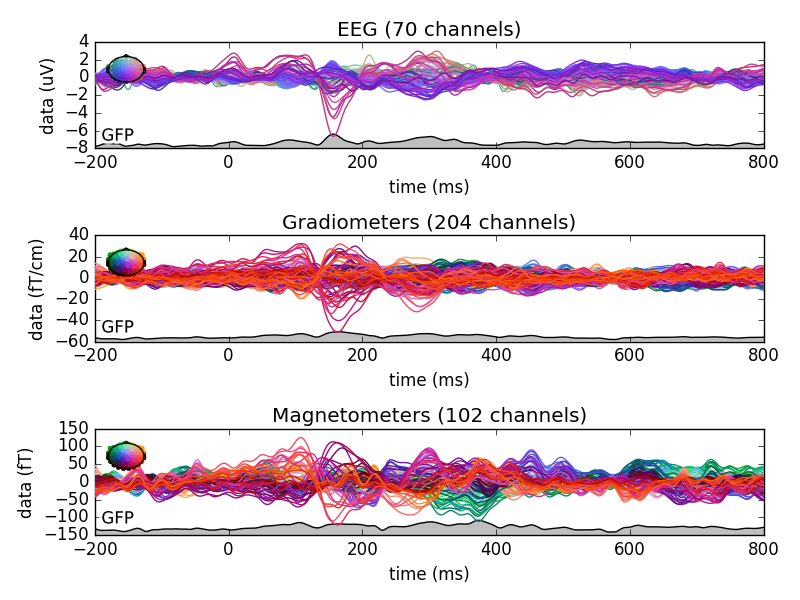 EEG (70 channels)
4
2
0
−2
−4
−6
−8
data (uV)
GFP
−200 0 200 400 600 800
time (ms)
Gradiometers (204 channels)
40
20
0
−20
−40
−60
data (fT/cm)
GFP
−200 0 200 400 600 800
time (ms)
Magnetometers (102 channels)
150
100
50
0
−50
−100
−150
data (fT)
GFP
−200 0 200 400 600 800
time (ms)